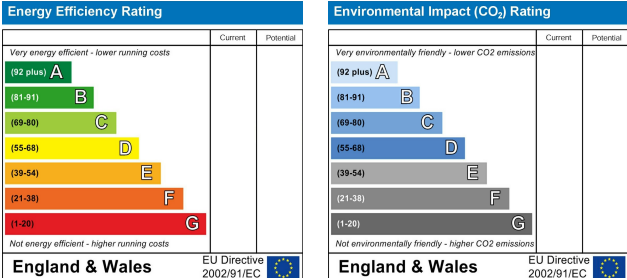 Energy Efficiency Rating
Current Potential
Very energy efficient - lower running costs
(92 plus) A
(81-91) B
(69-80) C
(55-68) D
(39-54) E
(21-38) F
(1-20) G
Not energy efficient - higher running costs
England & Wales
EU Directive
2002/91/EC
Environmental Impact (CO2) Rating
Current Potential
Very environmentally friendly - lower CO2 emissions
(92 plus) A
(81-91) B
(69-80) C
(55-68) D
(39-54) E
(21-38) F
(1-20) G
Not environmentally friendly - higher CO2 emissions
England & Wales
EU Directive
2002/91/EC